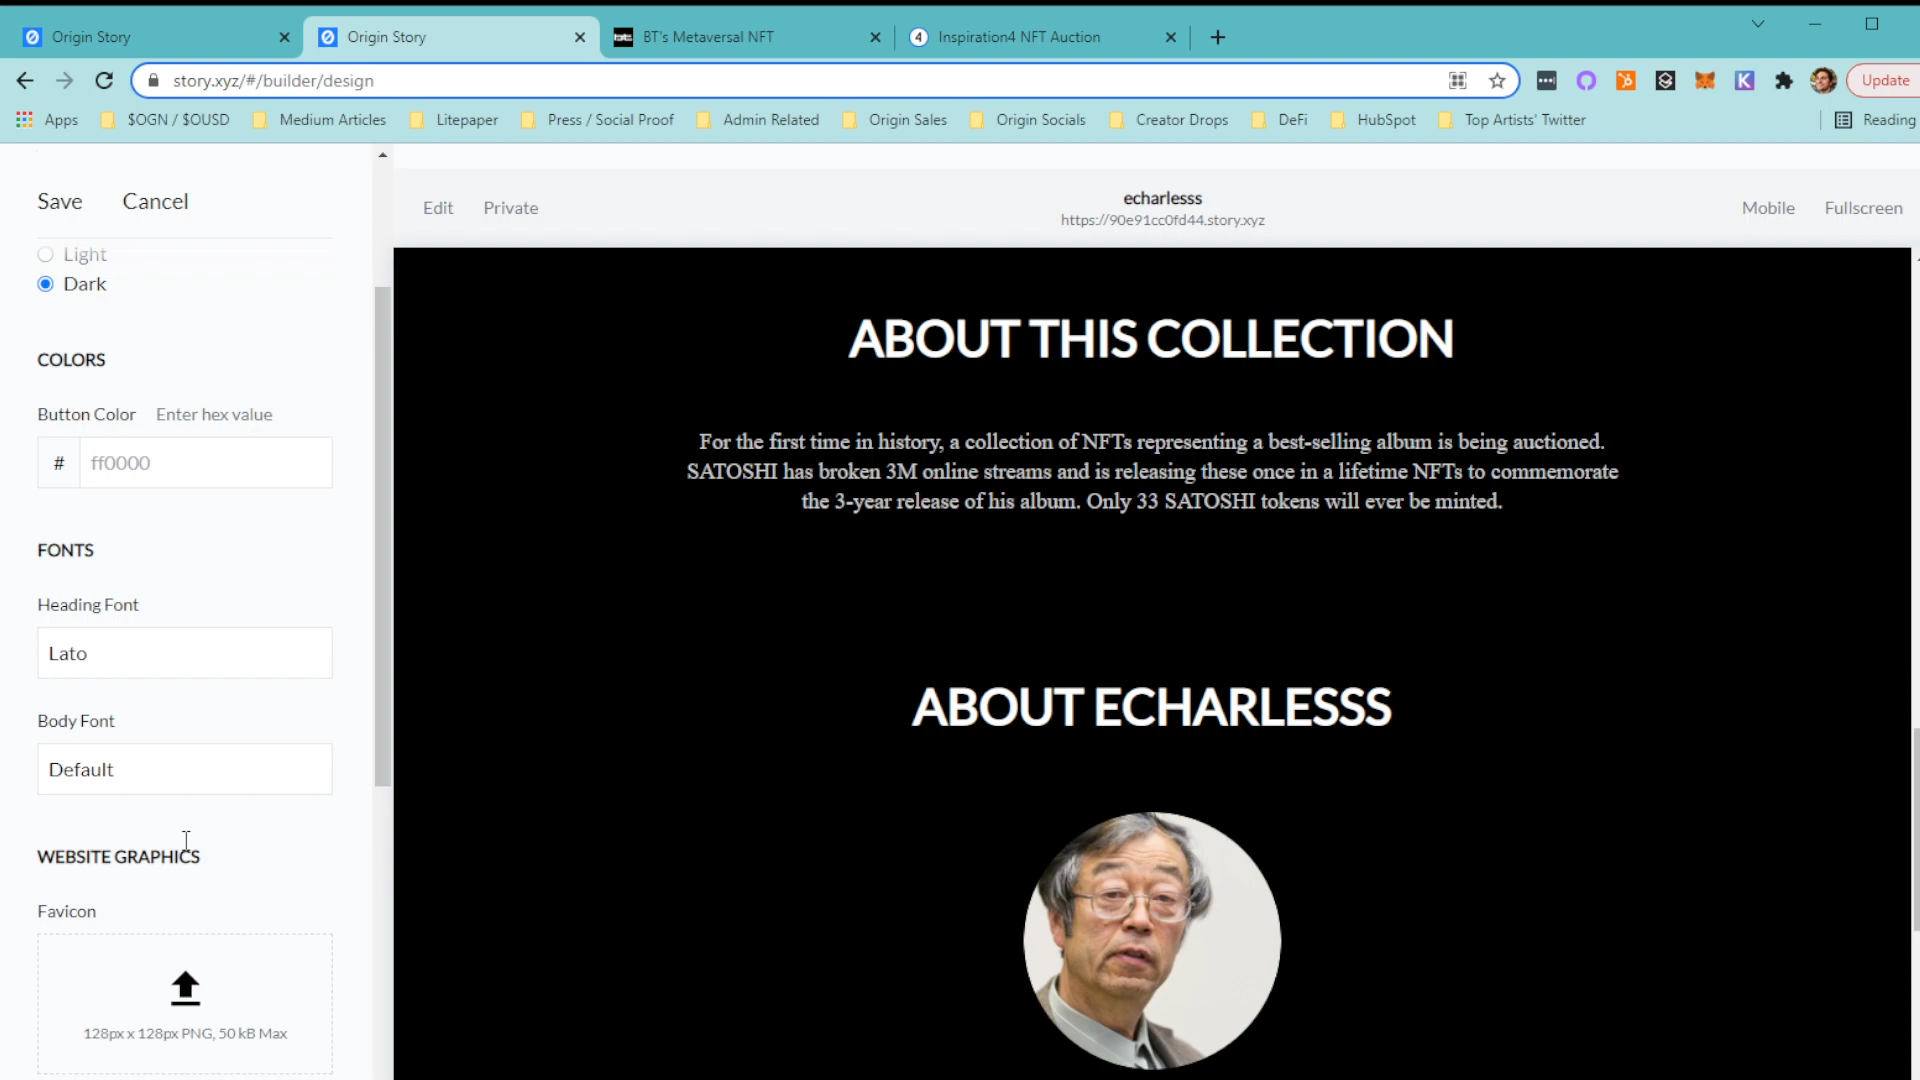 Origin Story
Origin Story
BT's Metaversal NFT
4
Inspiration4 NFT Auction
story.xyz/#/builder/design
K
Update
Apps
$OGN / $OUSD
Medium Articles
Litepaper
Press / Social Proof
Admin Related
Origin Sales
Origin Socials
Creator Drops
DeFi
HubSpot
Top Artists' Twitter
Reading
Save
Cancel
Light
Dark
COLORS
Button Color
Enter hex value
#
ff0000
FONTS
Heading Font
Lato
Body Font
Default
WEBSITE GRAPHICS
Favicon
128px x 128px PNG, 50 kB Max
Edit
Private
echarlesss
https://90e91cc0fd44.story.xyz
Mobile
Fullscreen
ABOUT THIS COLLECTION
For the first time in history, a collection of NFTs representing a best-selling album is being auctioned.
SATOSHI has broken 3M online streams and is releasing these once in a lifetime NFTs to commemorate
the 3-year release of his album. Only 33 SATOSHI tokens will ever be minted.
ABOUT ECHARLESSS